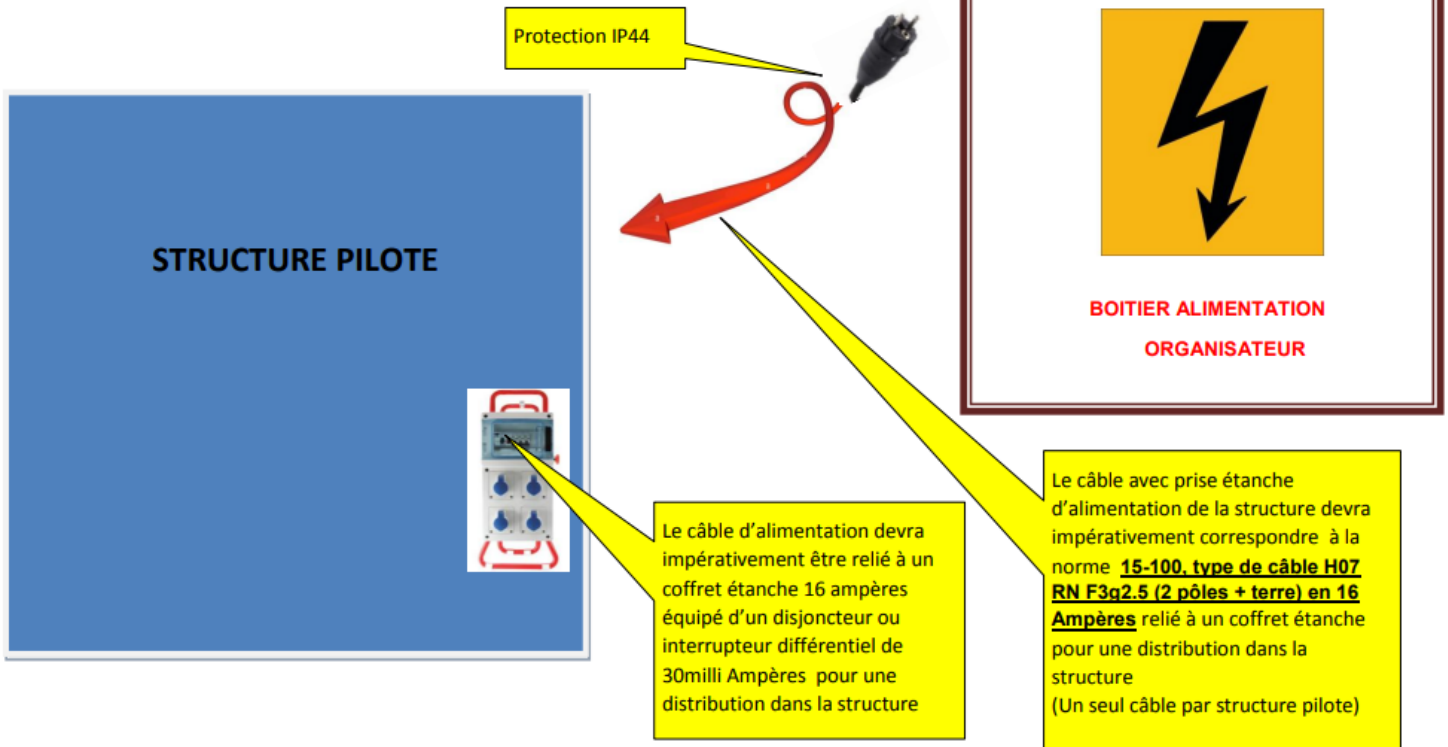 Protection IP44
STRUCTURE PILOTE
BOITIER ALIMENTATION
ORGANISATEUR
Le câble d’alimentation devra
impérativement être relié à un
coffret étanche 16 ampères
équipé d’un disjoncteur ou
interrupteur différentiel de
30milli Ampères pour une
distribution dans la structure
Le câble avec prise étanche
d’alimentation de la structure devra
impérativement correspondre à la
norme 15-100, type de câble H07
RN F3g2.5 (2 pôles + terre) en 16
Ampères relié à un coffret étanche
pour une distribution dans la
structure
(Un seul câble par structure pilote)